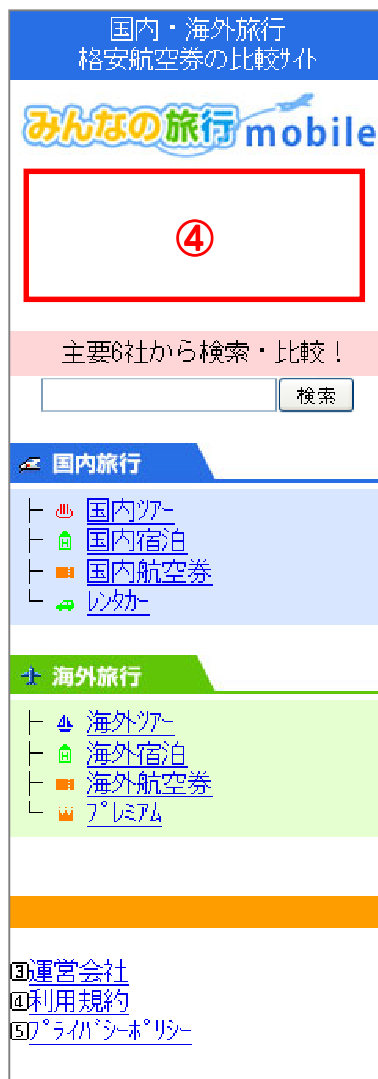 国内・海外旅行
格安航空券の比較ｻｲﾄ
みんなの旅行mobile
④
主要6社から検索・比較！
検索
国内旅行
├ 国内ﾂｱｰ
├ 国内宿泊
├ 国内航空券
└ ﾚﾝﾀｶｰ
海外旅行
├ 海外ﾂｱｰ
├ 海外宿泊
├ 海外航空券
└ ﾌﾟﾚﾐｱﾑ
3運営会社
4利用規約
5ﾌﾟﾗｲﾊﾞｼｰﾎﾟﾘｼｰ